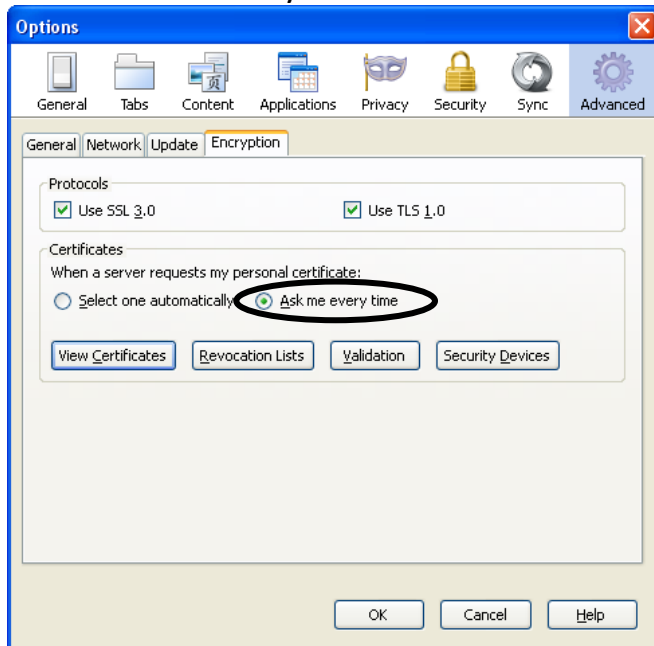 Options
General Tabs Content Applications Privacy Security Sync Advanced
General Network Update Encryption
Protocols
Use SSL 3.0 Use TLS 1.0
Certificates
When a server requests my personal certificate:
Select one automatically Ask me every time
View Certificates Revocation Lists Validation Security Devices
OK Cancel Help